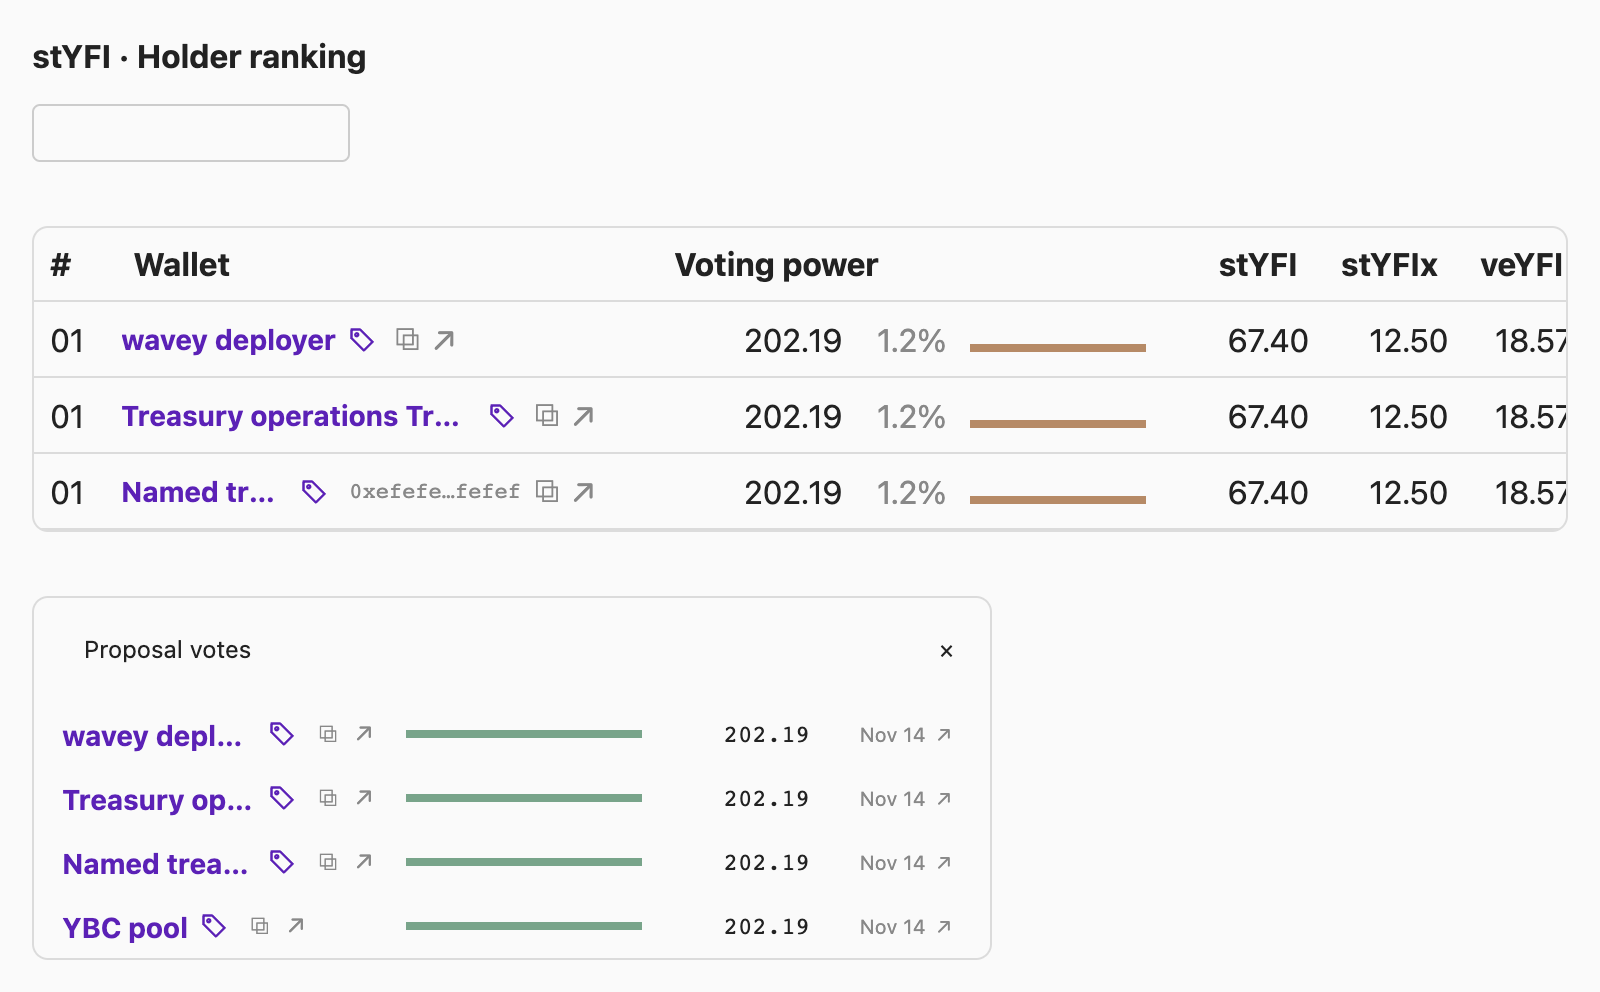 stYFI · Holder ranking
# Wallet Voting power stYFI stYFIx veYFI
01 wavey deployer 202.19 1.2% 67.40 12.50 18.57
01 Treasury operations Tr... 202.19 1.2% 67.40 12.50 18.57
01 Named tr... 0xefefe…fefef 202.19 1.2% 67.40 12.50 18.57
Proposal votes ×
wavey depl... 202.19 Nov 14 ↗
Treasury op... 202.19 Nov 14 ↗
Named trea... 202.19 Nov 14 ↗
YBC pool 202.19 Nov 14 ↗